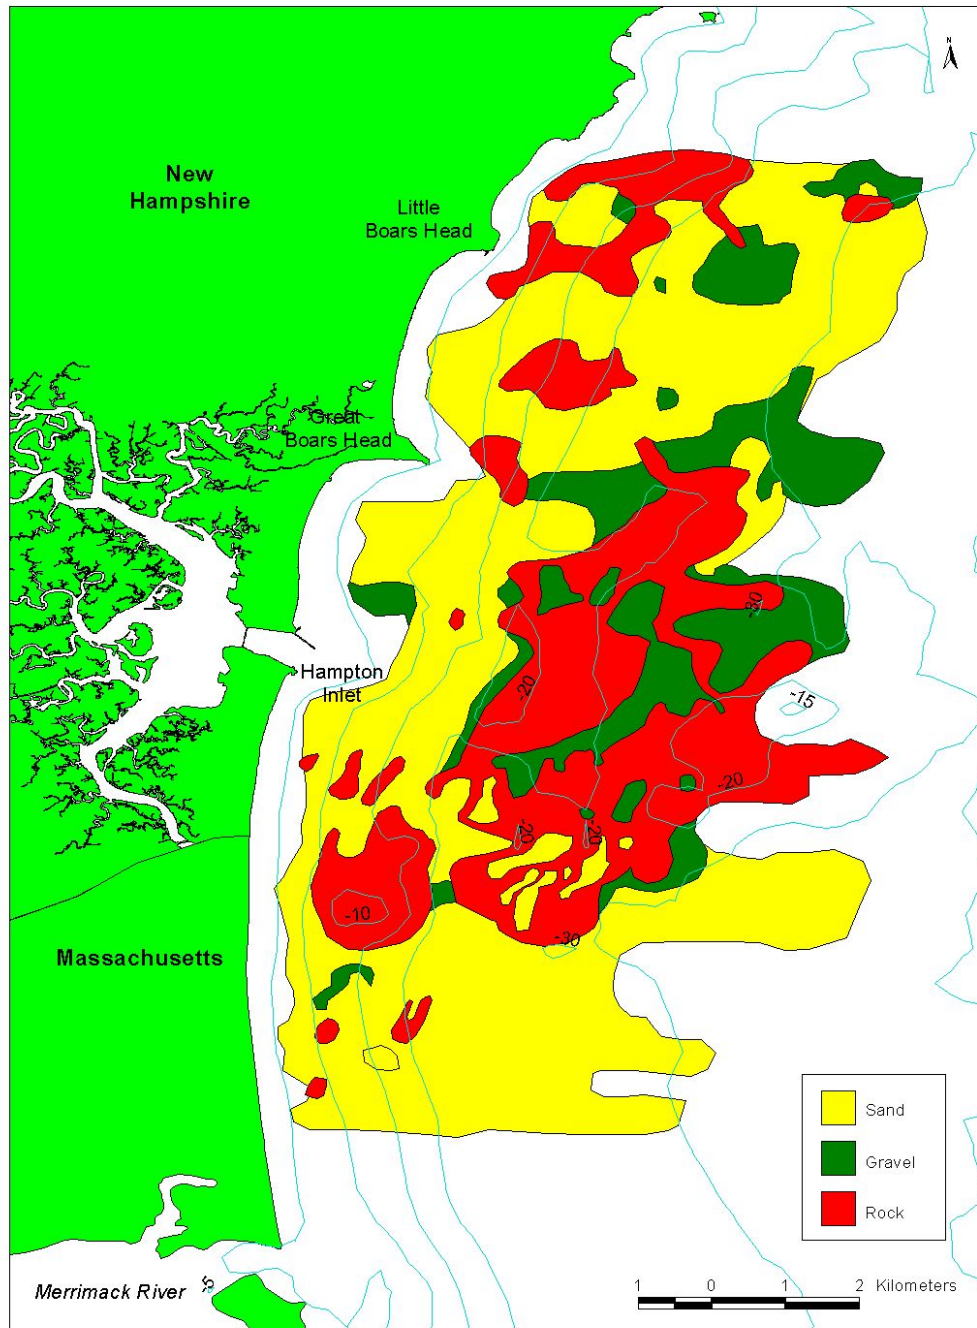 N
New
Hampshire
Little
Boars Head
Great
Boars Head
Hampton
Inlet
-30
-20
-15
-20
-20
-20
-10
-30
Massachusetts
Sand
Gravel
Rock
-5
Merrimack River
1 0 1 2 Kilometers